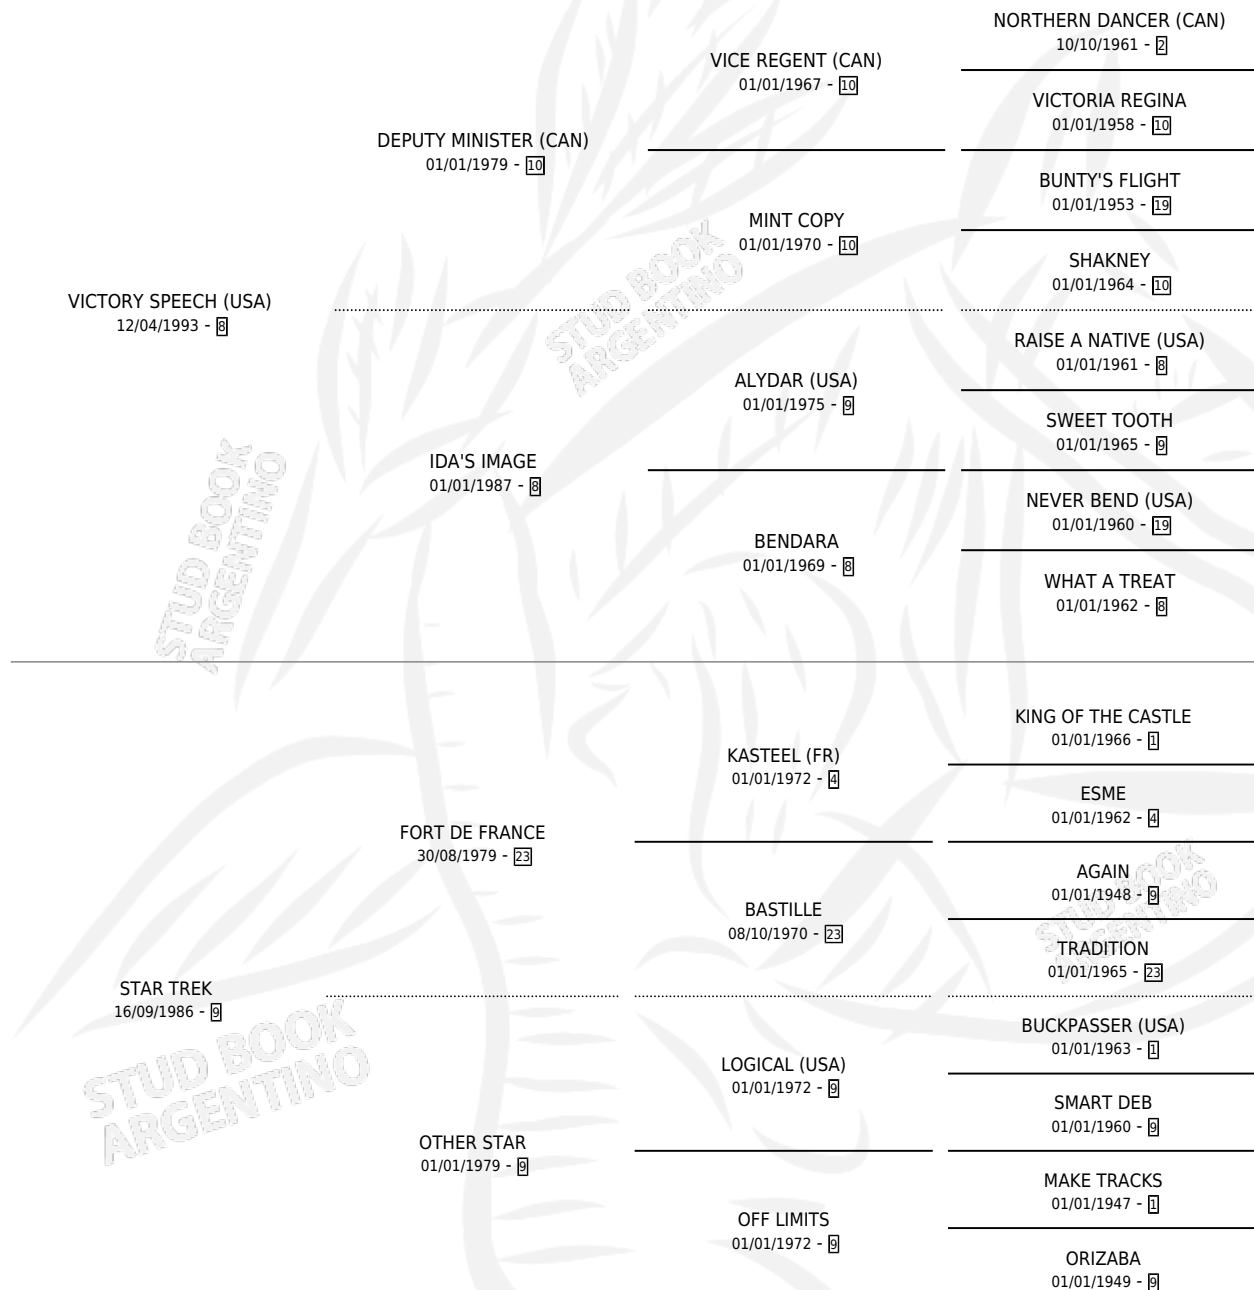 NORTHERN DANCER (CAN)
10/10/1961 - 2
VICE REGENT (CAN)
01/01/1967 - 10
VICTORIA REGINA
01/01/1958 - 10
DEPUTY MINISTER (CAN)
01/01/1979 - 10
BUNTY'S FLIGHT
01/01/1953 - 19
MINT COPY
01/01/1970 - 10
SHAKNEY
01/01/1964 - 10
VICTORY SPEECH (USA)
12/04/1993 - 8
STUD BOOK
ARGENTINO
RAISE A NATIVE (USA)
01/01/1961 - 8
ALYDAR (USA)
01/01/1975 - 9
SWEET TOOTH
01/01/1965 - 9
IDA'S IMAGE
01/01/1987 - 8
NEVER BEND (USA)
01/01/1960 - 19
BENDARA
01/01/1969 - 8
WHAT A TREAT
01/01/1962 - 8
STUD BOOK
ARGENTINO
KING OF THE CASTLE
01/01/1966 - 1
KASTEEL (FR)
01/01/1972 - 4
ESME
01/01/1962 - 4
FORT DE FRANCE
30/08/1979 - 23
AGAIN
01/01/1948 - 9
BASTILLE
08/10/1970 - 23
TRADITION
01/01/1965 - 23
STUD BOOK
ARGENTINO
STAR TREK
16/09/1986 - 9
BUCKPASSER (USA)
01/01/1963 - 1
LOGICAL (USA)
01/01/1972 - 9
SMART DEB
01/01/1960 - 9
STUD BOOK
ARGENTINO
OTHER STAR
01/01/1979 - 9
MAKE TRACKS
01/01/1947 - 1
OFF LIMITS
01/01/1972 - 9
ORIZABA
01/01/1949 - 9